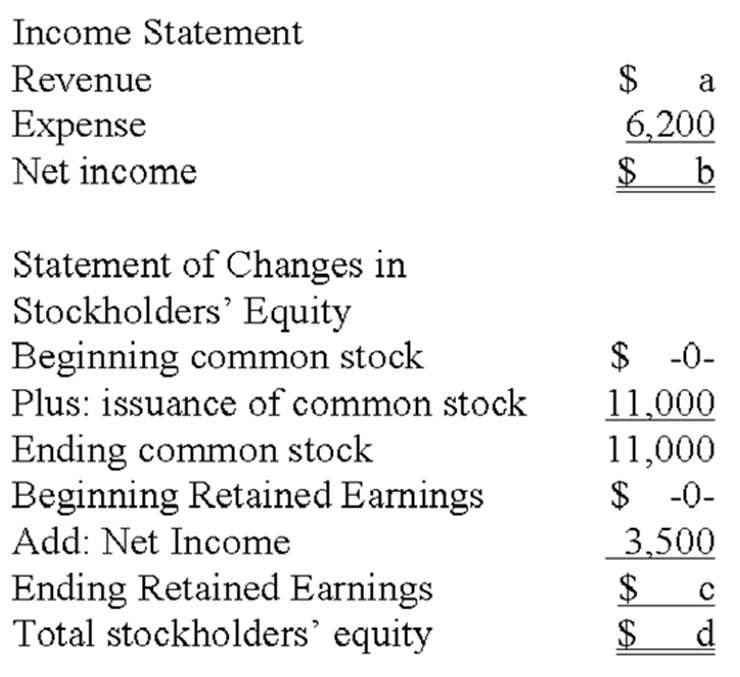 Income Statement
Revenue $ a
Expense 6,200
Net income $ b
Statement of Changes in
Stockholders’ Equity
Beginning common stock $ -0-
Plus: issuance of common stock 11,000
Ending common stock 11,000
Beginning Retained Earnings $ -0-
Add: Net Income 3,500
Ending Retained Earnings $ c
Total stockholders’ equity $ d